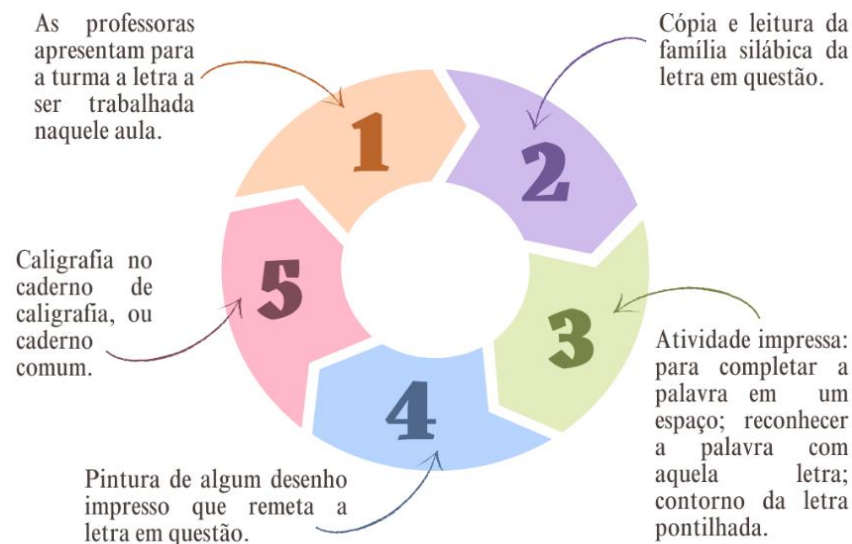 As professoras
apresentam para
a turma a letra a
ser trabalhada
naquele aula.
1
Cópia e leitura da
família silábica da
letra em questão.
2
Atividade impressa:
para completar a
palavra em um
espaço; reconhecer
a palavra com
aquela letra;
contorno da letra
pontilhada.
3
Pintura de algum desenho
impresso que remeta a
letra em questão.
4
Caligrafia no
caderno de
caligrafia, ou
caderno
comum.
5